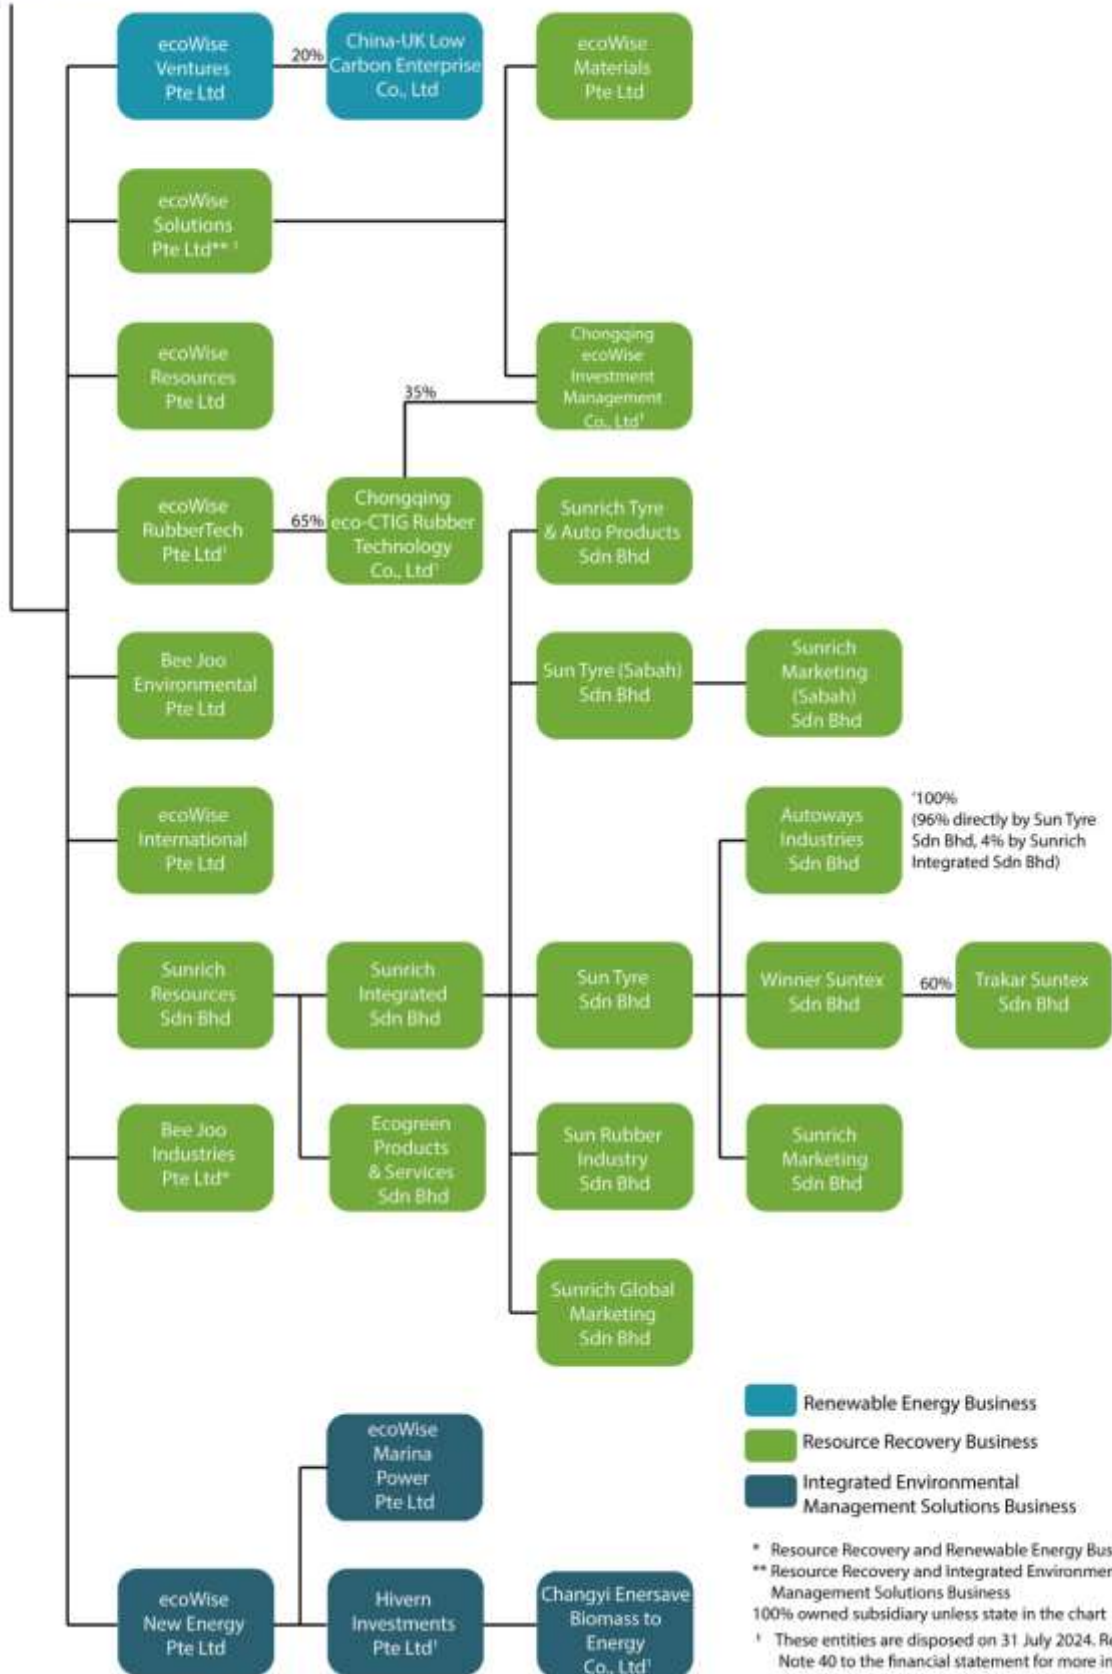 ecoWise
Ventures
Pte Ltd
20%
China-UK Low
Carbon Enterprise
Co., Ltd
ecoWise
Materials
Pte Ltd
ecoWise
Solutions
Pte Ltd** †
ecoWise
Resources
Pte Ltd
35%
Chongqing
ecoWise
Investment
Management
Co., Ltd†
ecoWise
RubberTech
Pte Ltd†
65%
Chongqing
eco-CTIG Rubber
Technology
Co., Ltd†
Sunrich Tyre
& Auto Products
Sdn Bhd
Bee Joo
Environmental
Pte Ltd
Sun Tyre (Sabah)
Sdn Bhd
Sunrich
Marketing
(Sabah)
Sdn Bhd
ecoWise
International
Pte Ltd
Autoways
Industries
Sdn Bhd
'100%
(96% directly by Sun Tyre
Sdn Bhd, 4% by Sunrich
Integrated Sdn Bhd)
Sunrich
Resources
Sdn Bhd
Sunrich
Integrated
Sdn Bhd
Sun Tyre
Sdn Bhd
Winner Suntex
Sdn Bhd
60%
Trakar Suntex
Sdn Bhd
Bee Joo
Industries
Pte Ltd*
Ecogreen
Products
& Services
Sdn Bhd
Sun Rubber
Industry
Sdn Bhd
Sunrich
Marketing
Sdn Bhd
Sunrich Global
Marketing
Sdn Bhd
ecoWise
Marina
Power
Pte Ltd
ecoWise
New Energy
Pte Ltd
Hivern
Investments
Pte Ltd†
Changyi Enersave
Biomass to
Energy
Co., Ltd†
Renewable Energy Business
Resource Recovery Business
Integrated Environmental
Management Solutions Business
* Resource Recovery and Renewable Energy Bus
** Resource Recovery and Integrated Environmen
Management Solutions Business
100% owned subsidiary unless state in the chart
† These entities are disposed on 31 July 2024. Re
Note 40 to the financial statement for more in